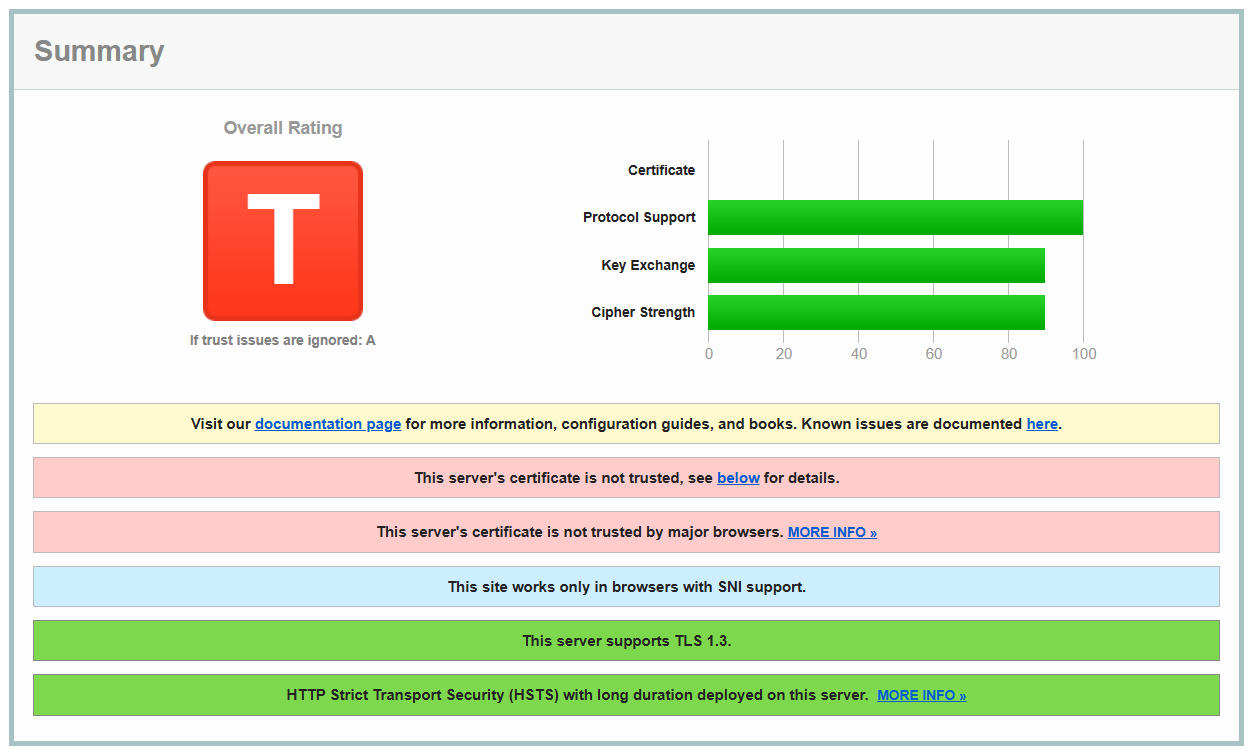 Summary
Overall Rating
T
If trust issues are ignored: A
Certificate
Protocol Support
Key Exchange
Cipher Strength
0 20 40 60 80 100
Visit our documentation page for more information, configuration guides, and books. Known issues are documented here.
This server's certificate is not trusted, see below for details.
This server's certificate is not trusted by major browsers. MORE INFO »
This site works only in browsers with SNI support.
This server supports TLS 1.3.
HTTP Strict Transport Security (HSTS) with long duration deployed on this server. MORE INFO »